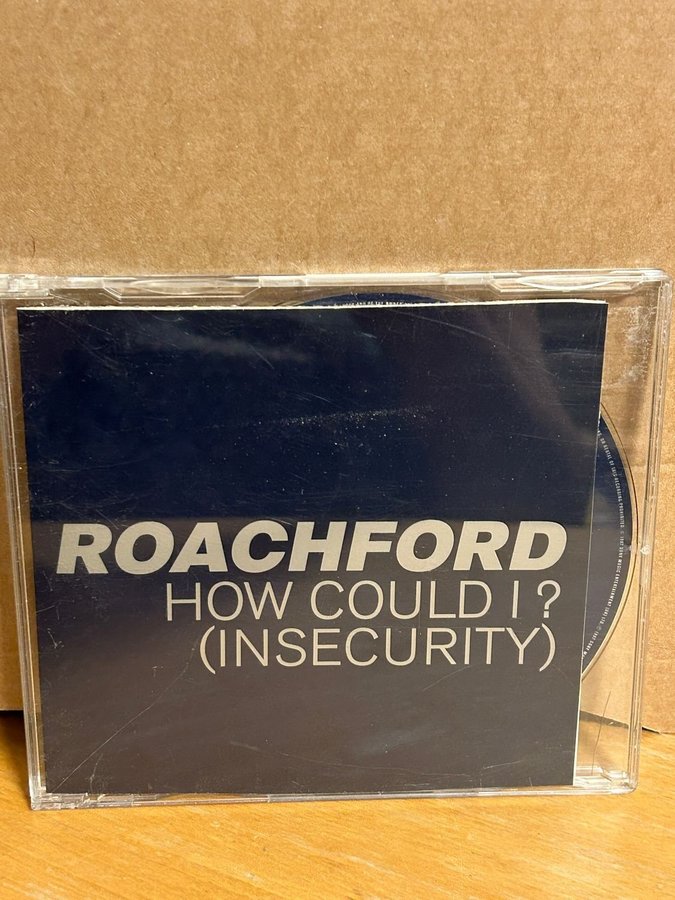 ROACHFORD
HOW COULD I?
(INSECURITY)